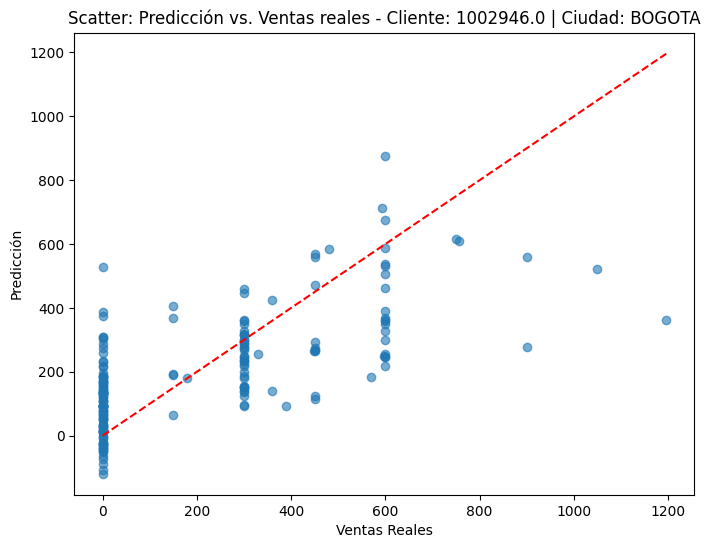 Scatter: Predicción vs. Ventas reales - Cliente: 1002946.0 | Ciudad: BOGOTA
1200
1000
800
600
400
200
0
Predicción
0 200 400 600 800 1000 1200
Ventas Reales